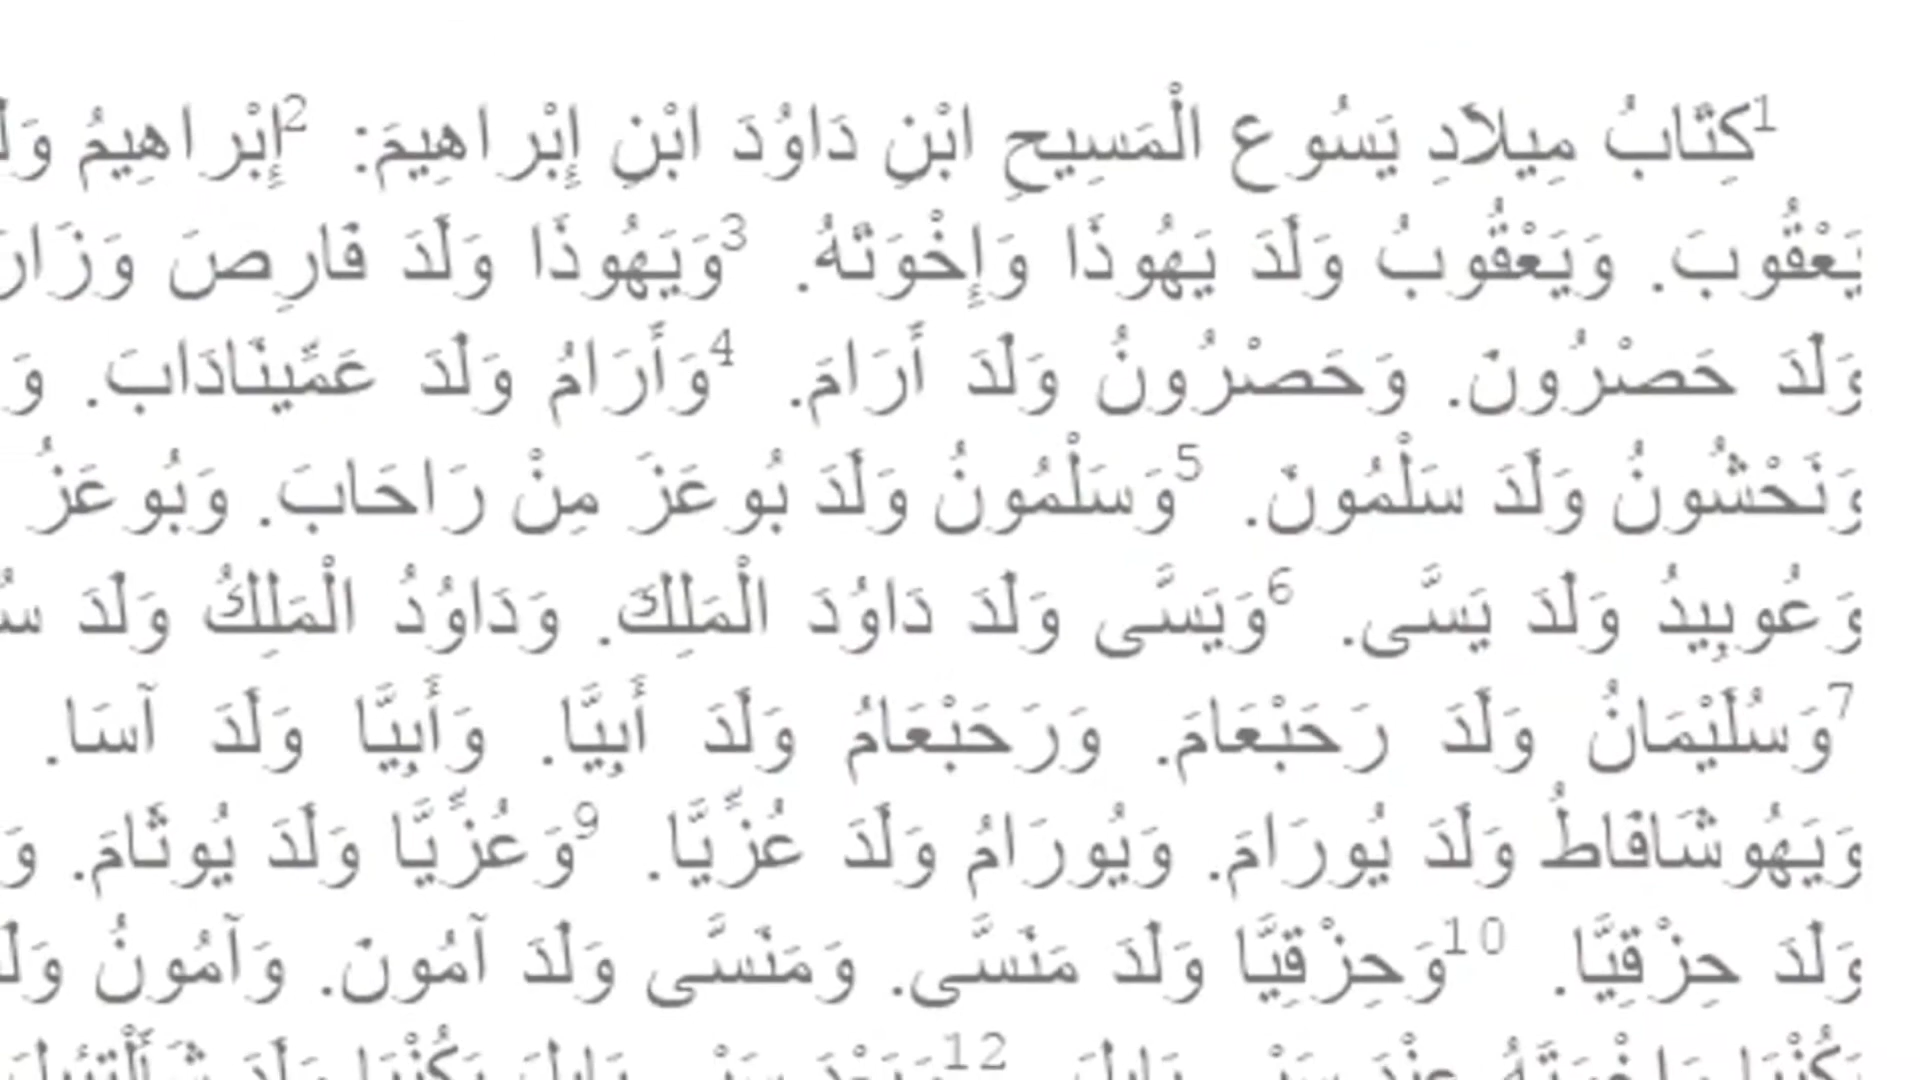 1كِتَابُ مِيلاَدِ يَسُوعَ الْمَسِيحِ ابْنِ دَاوُدَ ابْنِ إِبْراهِيمَ: 2إِبْراهِيمُ
يَعْقُوبَ. وَيَعْقُوبُ وَلَدَ يَهُوذَا وَإِخْوَتَهُ. 3وَيَهُوذَا وَلَدَ فَارِصَ
وَلَدَ حَصْرُونَ. وَحَصْرُونُ وَلَدَ أَرَامَ. 4وَأَرَامُ وَلَدَ عَمِّينَادَابَ.
وَنَحْشُونُ وَلَدَ سَلْمُونَ. 5وَسَلْمُونُ وَلَدَ بُوعَزَ مِنْ رَاحَابَ. وَبُوعَزُ
وَعُوبِيدُ وَلَدَ يَسَّى. 6وَيَسَّى وَلَدَ دَاوُدَ الْمَلِكَ. وَدَاوُدُ الْمَلِكُ وَلَدَ
7وَسُلَيْمَانُ وَلَدَ رَحَبْعَامَ. وَرَحَبْعَامُ وَلَدَ أَبِيَّا. وَأَبِيَّا وَلَدَ آسَا.
وَيَهُوشَافَاطُ وَلَدَ يُورَامَ. وَيُورَامُ وَلَدَ عُزِّيَّا. 9وَعُزِّيَّا وَلَدَ يُوثَامَ.
وَلَدَ حِزْقِيَّا. 10وَحِزْقِيَّا وَلَدَ مَنَسَّى. وَمَنَسَّى وَلَدَ آمُونَ. وَآمُونُ
12